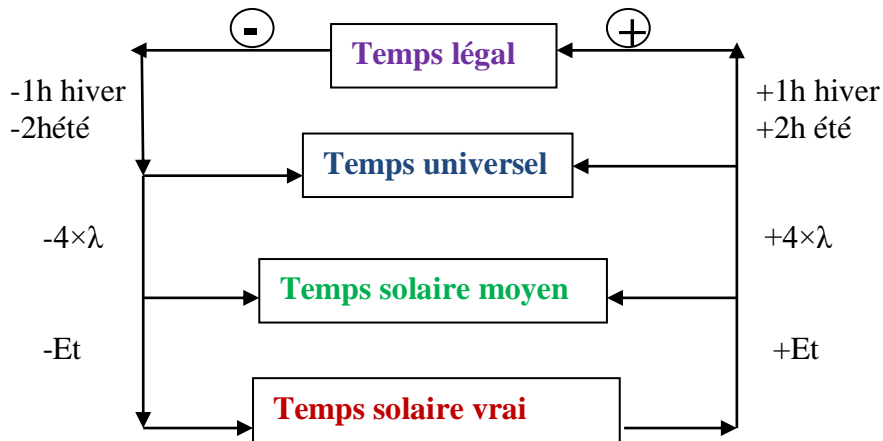 - Temps légal +
-1h hiver +1h hiver
-2hété +2h été
Temps universel
-4×λ +4×λ
Temps solaire moyen
-Et +Et
Temps solaire vrai